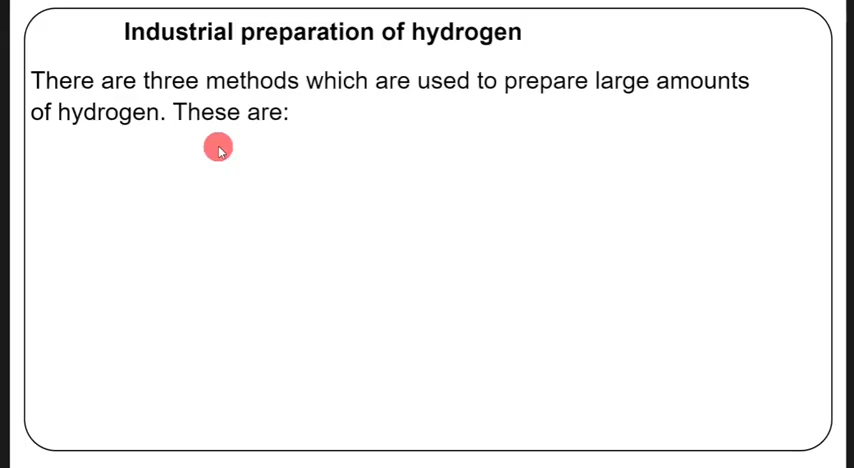 Industrial preparation of hydrogen
There are three methods which are used to prepare large amounts
of hydrogen. These are: